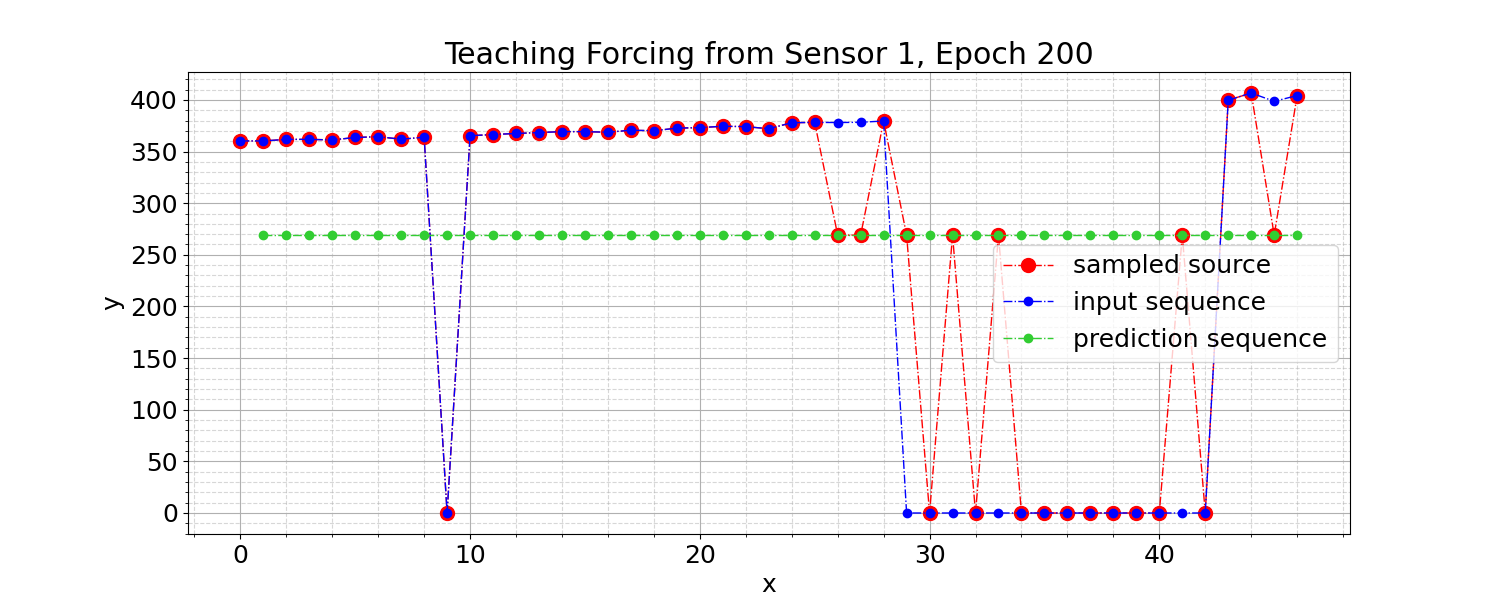 Teaching Forcing from Sensor 1, Epoch 200
400
350
300
250
200
150
100
50
0
y
sampled source
input sequence
prediction sequence
0 10 20 30 40
x